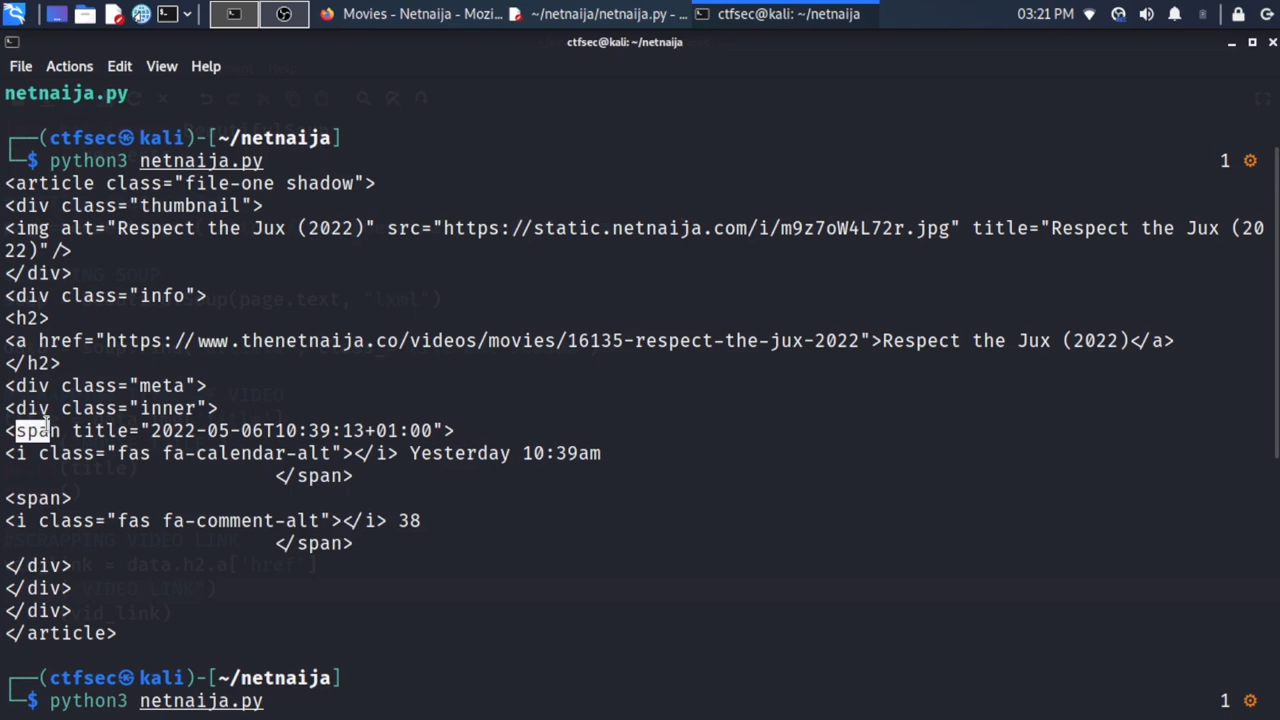 Movies - Netnaija - Mozi...
~/netnaija/netnaija.py - ...
ctfsec@kali: ~/netnaija
03:21 PM
ctfsec@kali: ~/netnaija
File Actions Edit View Help
netnaija.py
┌──(ctfsec㉿kali)-[~/netnaija]
└─$ python3 netnaija.py
1
<article class="file-one shadow">
<div class="thumbnail">
<img alt="Respect the Jux (2022)" src="https://static.netnaija.com/i/m9z7oW4L72r.jpg" title="Respect the Jux (20
22)"/>
</div>
<div class="info">
<h2>
<a href="https://www.thenetnaija.co/videos/movies/16135-respect-the-jux-2022">Respect the Jux (2022)</a>
</h2>
<div class="meta">
<div class="inner">
<span title="2022-05-06T10:39:13+01:00">
<i class="fas fa-calendar-alt"></i> Yesterday 10:39am
</span>
<span>
<i class="fas fa-comment-alt"></i> 38
</span>
</div>
</div>
</div>
</article>
┌──(ctfsec㉿kali)-[~/netnaija]
└─$ python3 netnaija.py
1